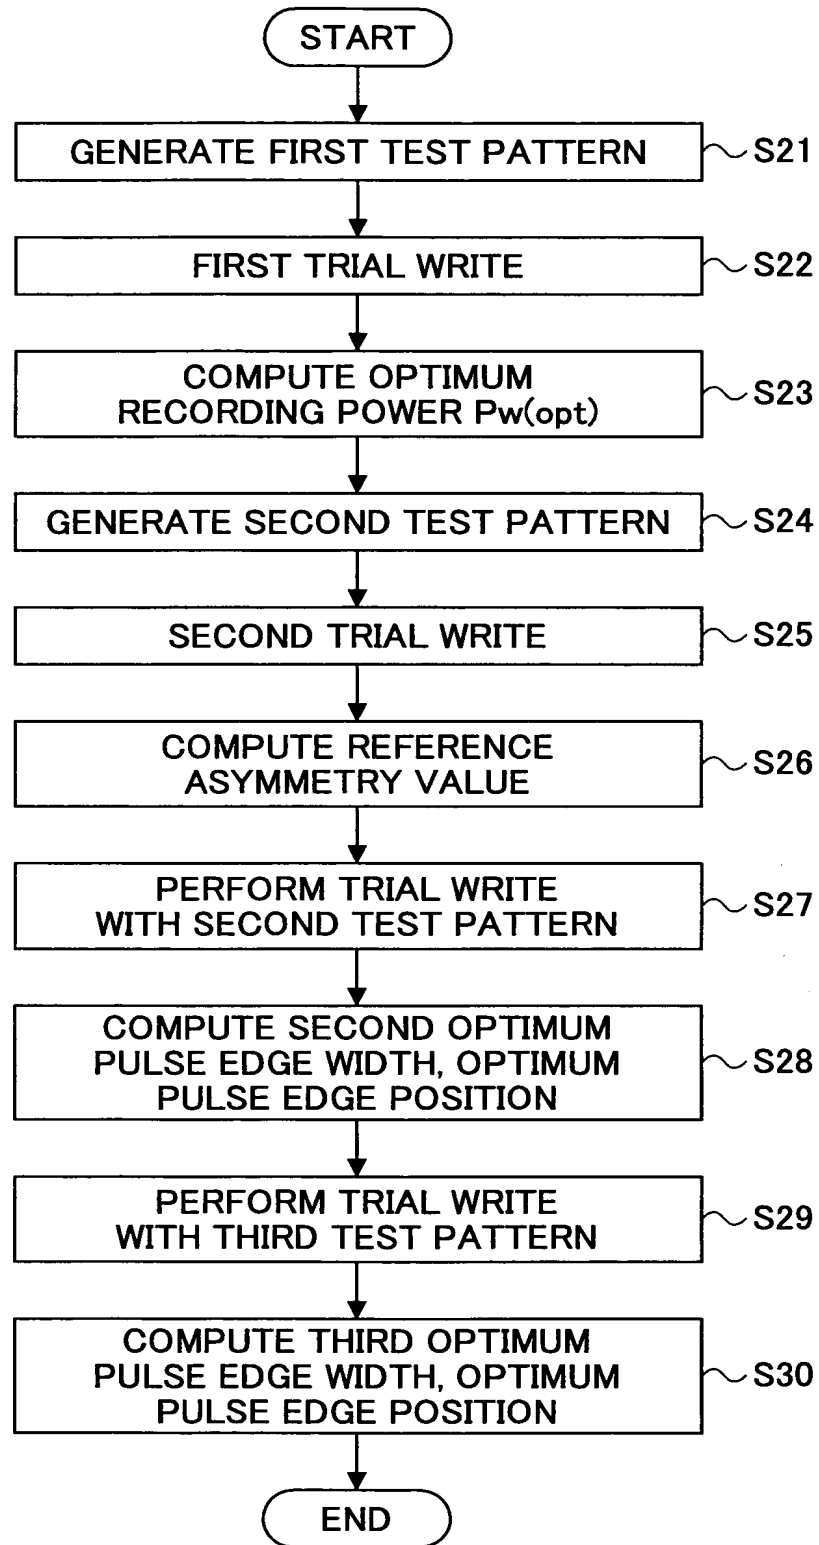 START
GENERATE FIRST TEST PATTERN
S21
FIRST TRIAL WRITE
S22
COMPUTE OPTIMUM
RECORDING POWER Pw(opt)
S23
GENERATE SECOND TEST PATTERN
S24
SECOND TRIAL WRITE
S25
COMPUTE REFERENCE
ASYMMETRY VALUE
S26
PERFORM TRIAL WRITE
WITH SECOND TEST PATTERN
S27
COMPUTE SECOND OPTIMUM
PULSE EDGE WIDTH, OPTIMUM
PULSE EDGE POSITION
S28
PERFORM TRIAL WRITE
WITH THIRD TEST PATTERN
S29
COMPUTE THIRD OPTIMUM
PULSE EDGE WIDTH, OPTIMUM
PULSE EDGE POSITION
S30
END